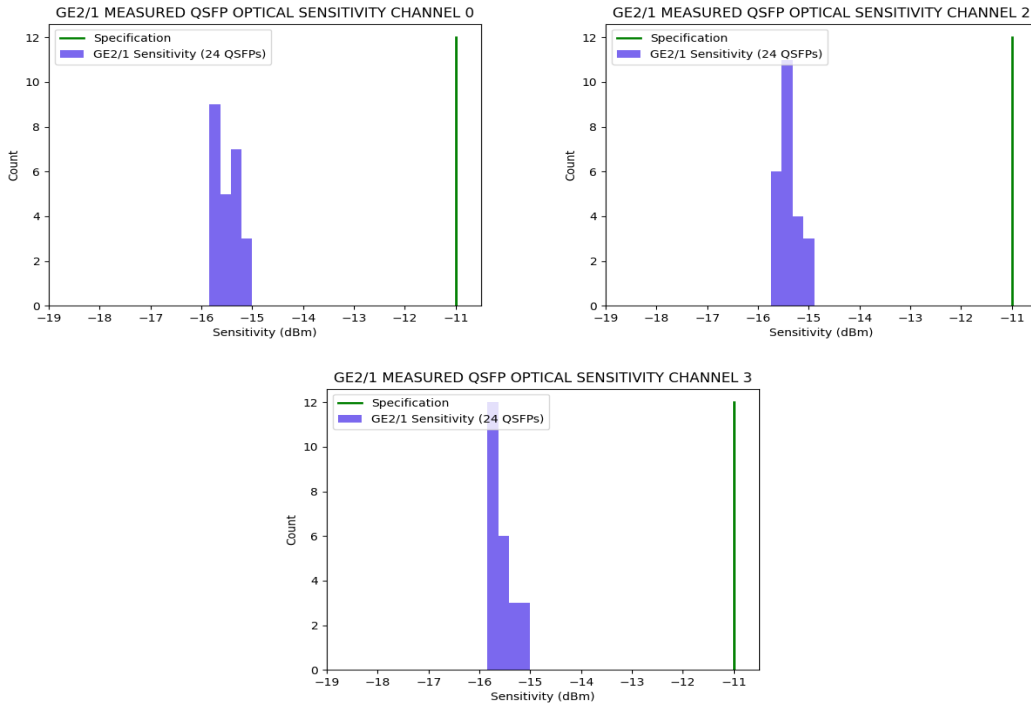 GE2/1 MEASURED QSFP OPTICAL SENSITIVITY CHANNEL 0
Specification
GE2/1 Sensitivity (24 QSFPs)
12
10
8
6
4
2
0
Count
−19 −18 −17 −16 −15 −14 −13 −12 −11
Sensitivity (dBm)
GE2/1 MEASURED QSFP OPTICAL SENSITIVITY CHANNEL 2
Specification
GE2/1 Sensitivity (24 QSFPs)
12
10
8
6
4
2
0
Count
−19 −18 −17 −16 −15 −14 −13 −12 −11
Sensitivity (dBm)
GE2/1 MEASURED QSFP OPTICAL SENSITIVITY CHANNEL 3
Specification
GE2/1 Sensitivity (24 QSFPs)
12
10
8
6
4
2
0
Count
−19 −18 −17 −16 −15 −14 −13 −12 −11
Sensitivity (dBm)